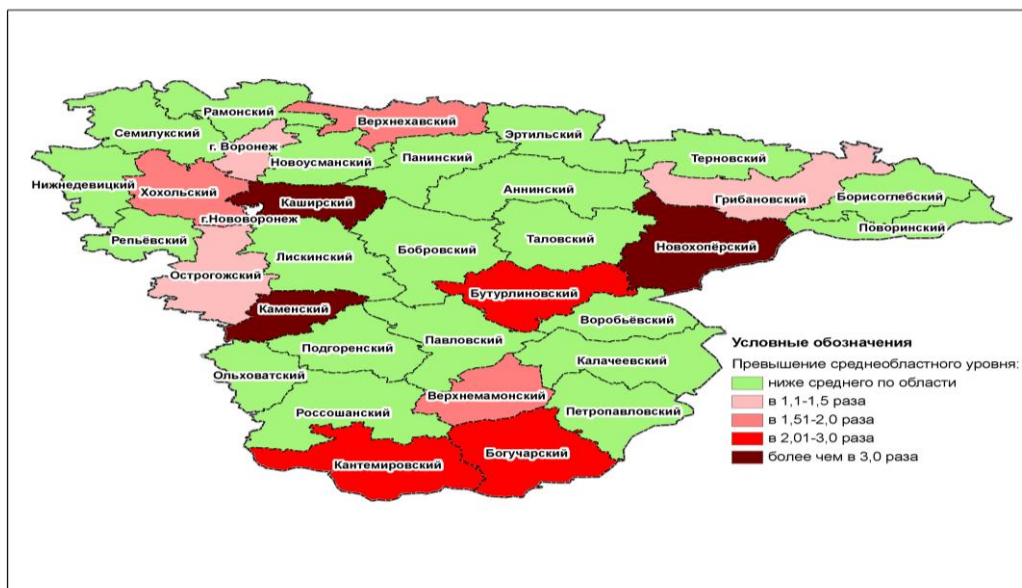 Рамонский
Верхнехавский
Семилукский
Эртильский
г. Воронеж
Новоусманский
Панинский
Терновский
Нижнедевицкий
Хохольский
Аннинский
Каширский
Грибановский
Борисоглебский
г.Нововоронеж
Поворинский
Репьёвский
Бобровский
Таловский
Новохопёрский
Лискинский
Острогожский
Бутурлиновский
Каменский
Воробьёвский
Павловский
Подгоренский
Калачеевский
Ольховатский
Верхнемамонский
Россошанский
Петропавловский
Богучарский
Кантемировский
Условные обозначения
Превышение среднеобластного уровня:
ниже среднего по области
в 1,1-1,5 раза
в 1,51-2,0 раза
в 2,01-3,0 раза
более чем в 3,0 раза